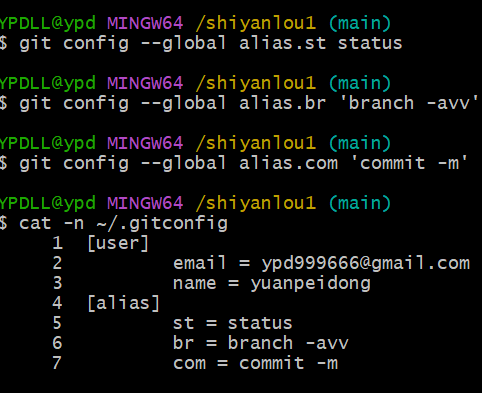 YPDLL@ypd MINGW64 /shiyanlou1 (main)
$ git config --global alias.st status
YPDLL@ypd MINGW64 /shiyanlou1 (main)
$ git config --global alias.br 'branch -avv'
YPDLL@ypd MINGW64 /shiyanlou1 (main)
$ git config --global alias.com 'commit -m'
YPDLL@ypd MINGW64 /shiyanlou1 (main)
$ cat -n ~/.gitconfig
1 [user]
2 email = ypd999666@gmail.com
3 name = yuanpeidong
4 [alias]
5 st = status
6 br = branch -avv
7 com = commit -m